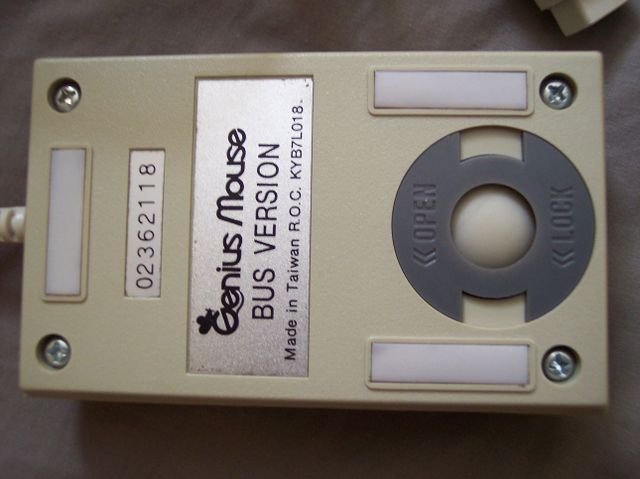 02362118
Genius Mouse
BUS VERSION
Made in Taiwan R.O.C. KYB7L018.
<< OPEN
<< LOCK